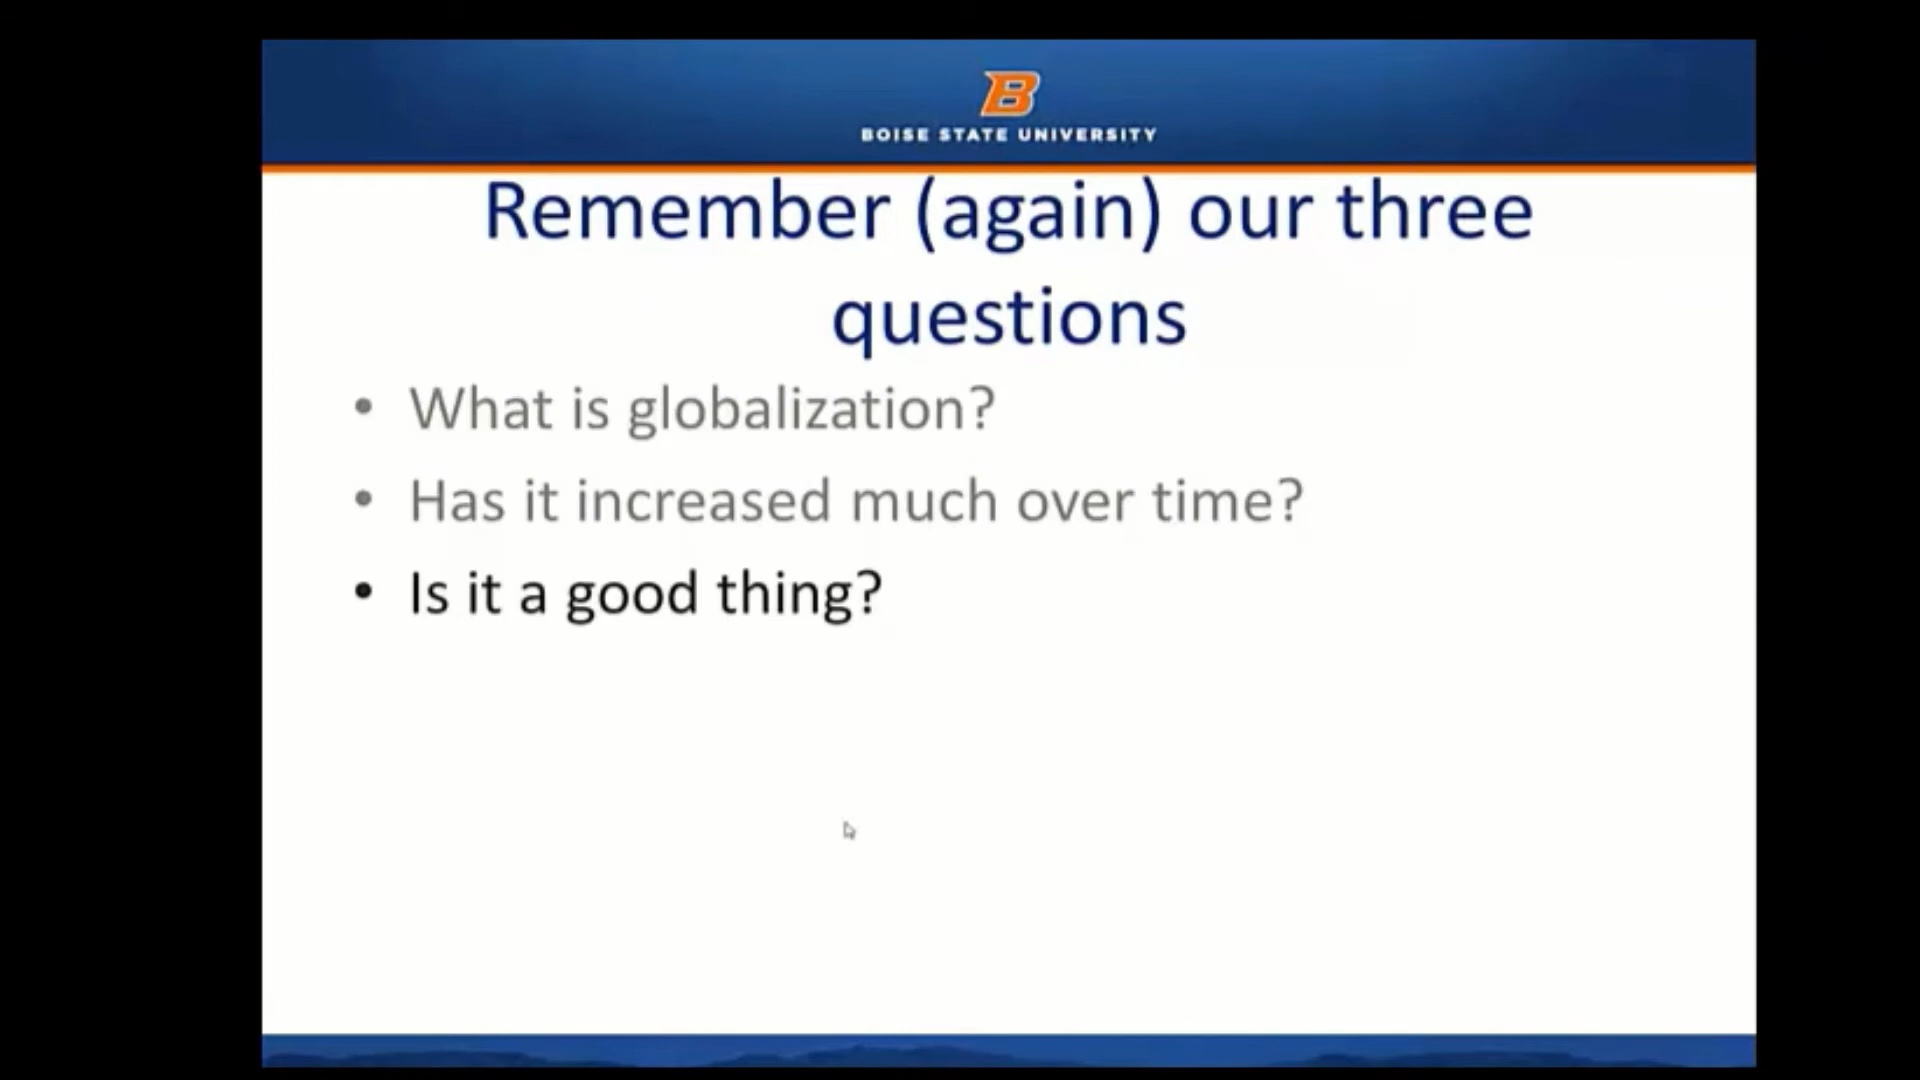 B
BOISE STATE UNIVERSITY
Remember (again) our three
questions
• What is globalization?
• Has it increased much over time?
• Is it a good thing?